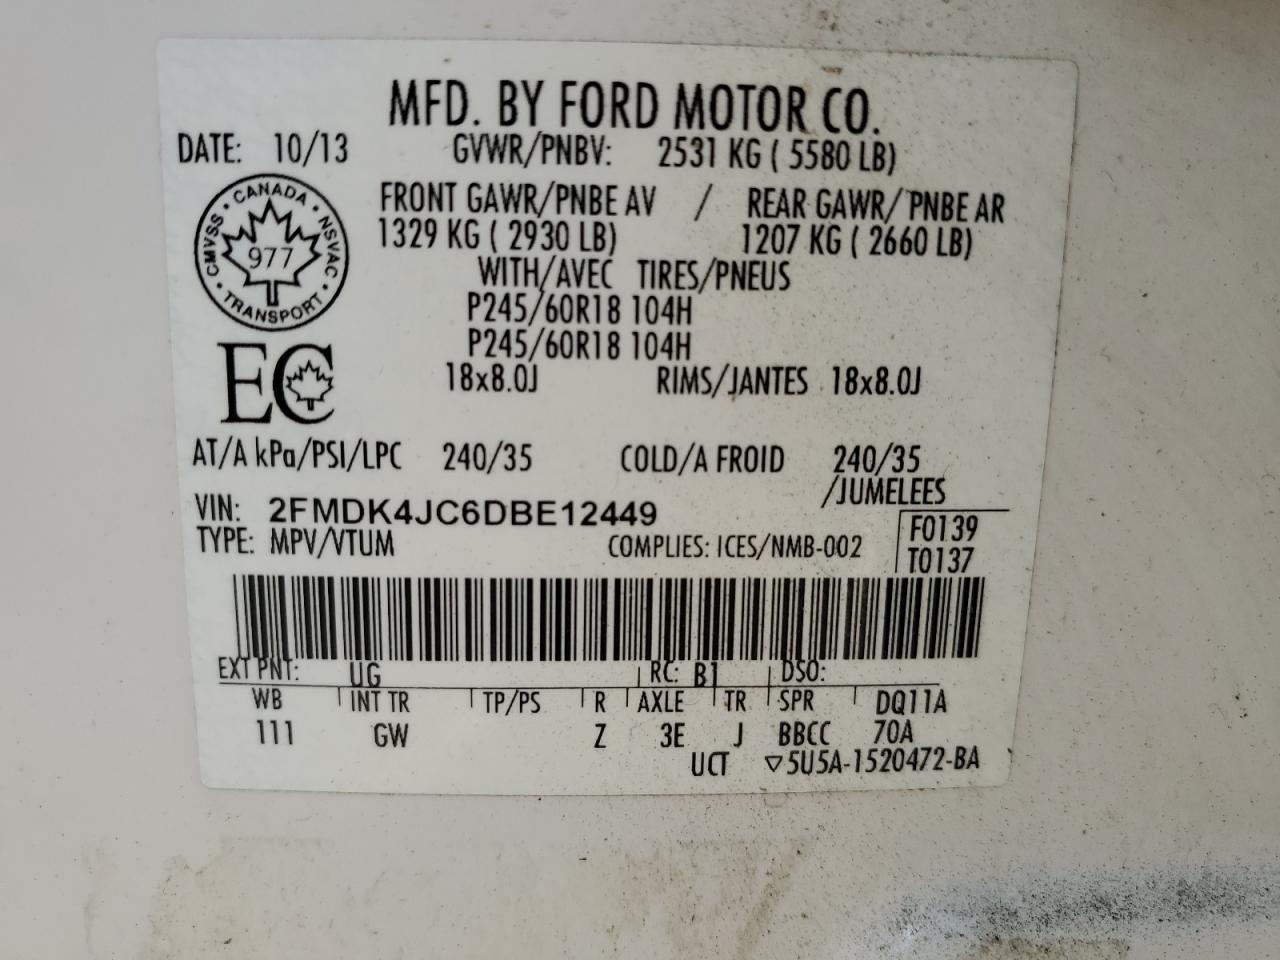 MFD. BY FORD MOTOR CO.
DATE: 10/13 GVWR/PNBV: 2531 KG ( 5580 LB)
FRONT GAWR/PNBE AV / REAR GAWR/ PNBE AR
1329 KG ( 2930 LB) 1207 KG ( 2660 LB)
WITH/AVEC TIRES/PNEUS
P245/60R18 104H
P245/60R18 104H
18x8.0J RIMS/JANTES 18x8.0J
CANADA
CMVSS NSVAC
977
TRANSPORT
EC
AT/A kPa/PSI/LPC 240/35 COLD/A FROID 240/35
/JUMELEES
VIN: 2FMDK4JC6DBE12449
TYPE: MPV/VTUM COMPLIES: ICES/NMB-002
F0139
T0137
EXT PNT: UG RC: B1 DSO:
WB INT TR TP/PS R AXLE TR SPR DQ11A
111 GW Z 3E J BBCC 70A
UCT ▽5U5A-1520472-BA